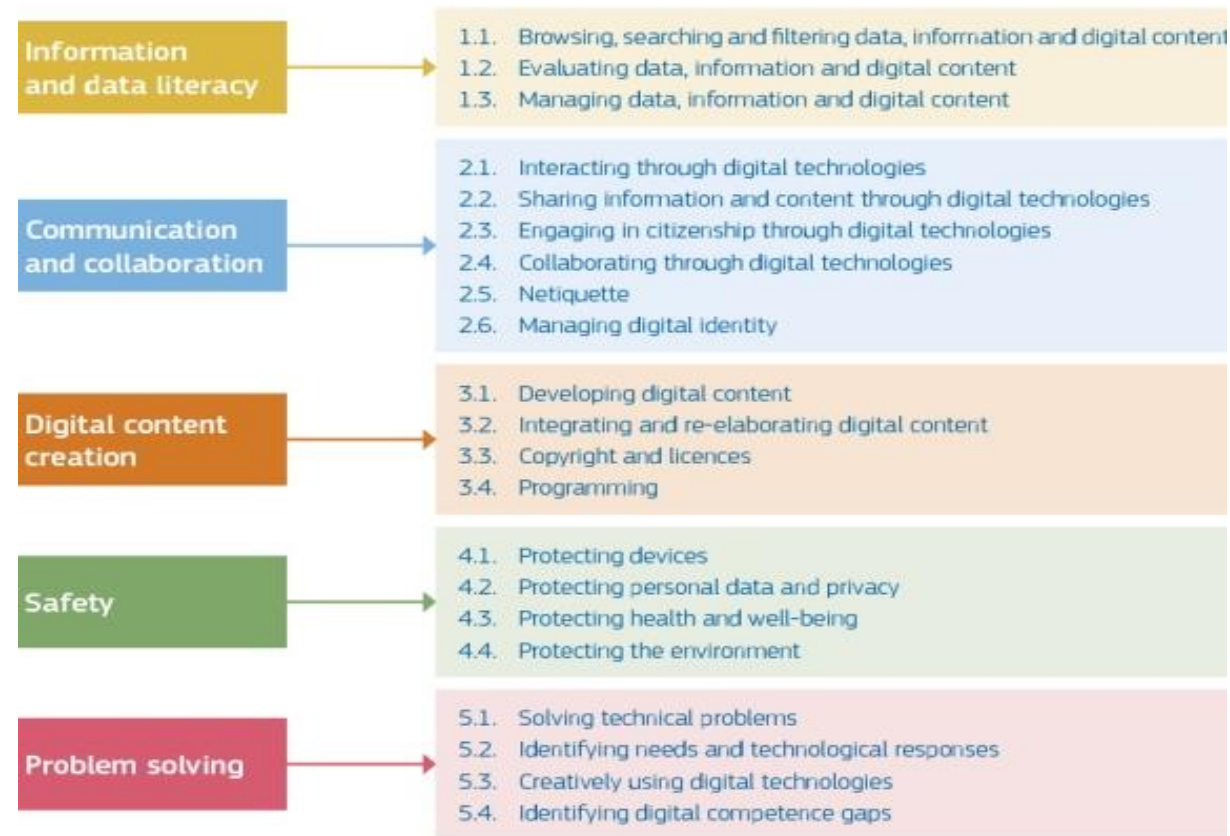 Information
and data literacy
1.1. Browsing, searching and filtering data, information and digital content
1.2. Evaluating data, information and digital content
1.3. Managing data, information and digital content
Communication
and collaboration
2.1. Interacting through digital technologies
2.2. Sharing information and content through digital technologies
2.3. Engaging in citizenship through digital technologies
2.4. Collaborating through digital technologies
2.5. Netiquette
2.6. Managing digital identity
Digital content
creation
3.1. Developing digital content
3.2. Integrating and re-elaborating digital content
3.3. Copyright and licences
3.4. Programming
Safety
4.1. Protecting devices
4.2. Protecting personal data and privacy
4.3. Protecting health and well-being
4.4. Protecting the environment
Problem solving
5.1. Solving technical problems
5.2. Identifying needs and technological responses
5.3. Creatively using digital technologies
5.4. Identifying digital competence gaps